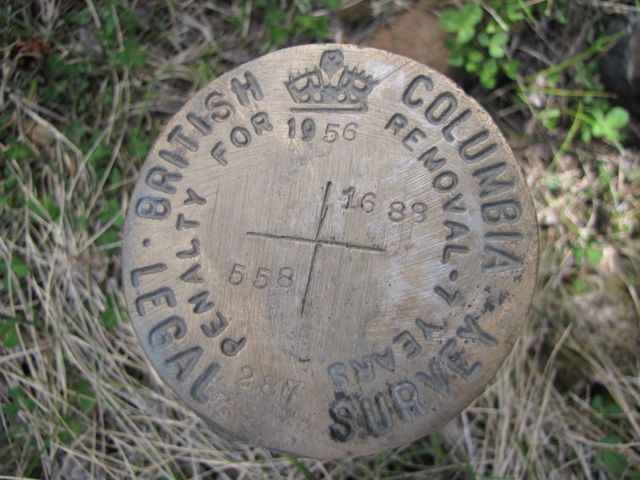 BRITISH COLUMBIA
LEGAL SURVEY
PENALTY FOR REMOVAL - 7 YEARS
1956
1688
558
287